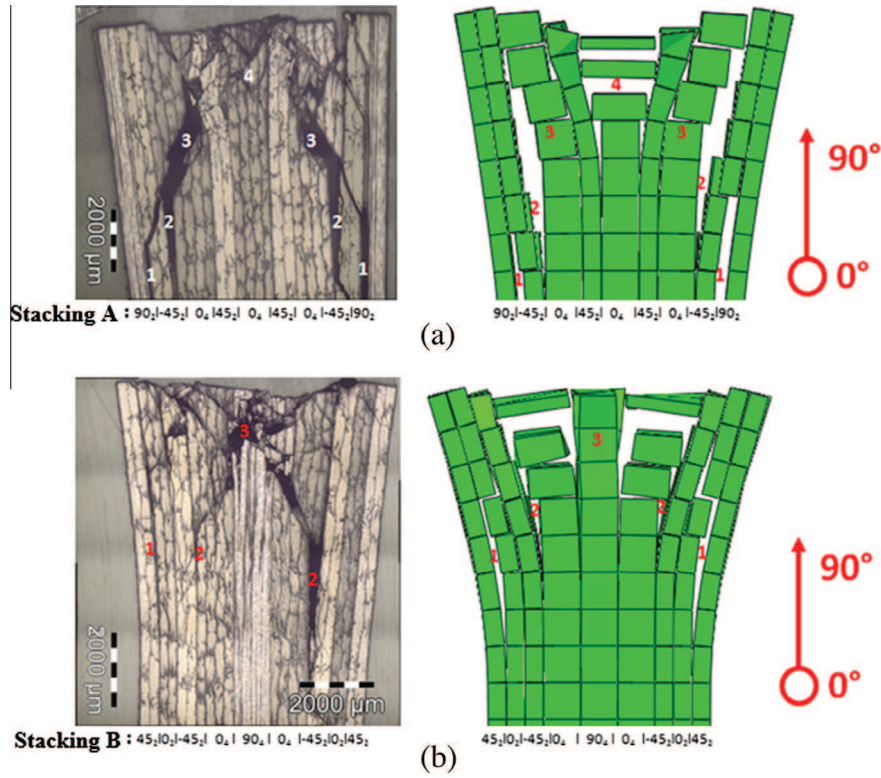 4
3 3
2 2
1 1
2000 μm
4
3 3
2 2
1 1
90°
0°
Stacking A : 90₂|-45₂| 0₄ |45₂| 0₄ |45₂| 0₄ |-45₂|90₂
90₂|-45₂| 0₄ |45₂| 0₄ |45₂| 0₄ |-45₂|90₂
(a)
3
1 2 2
2000 μm
2000 μm
3
2 2
1 1
90°
0°
Stacking B : 45₂|0₂|-45₂| 0₄ | 90₄ | 0₄ |-45₂|0₂|45₂
45₂|0₂|-45₂|0₄ | 90₄ | 0₄ |-45₂|0₂|45₂
(b)